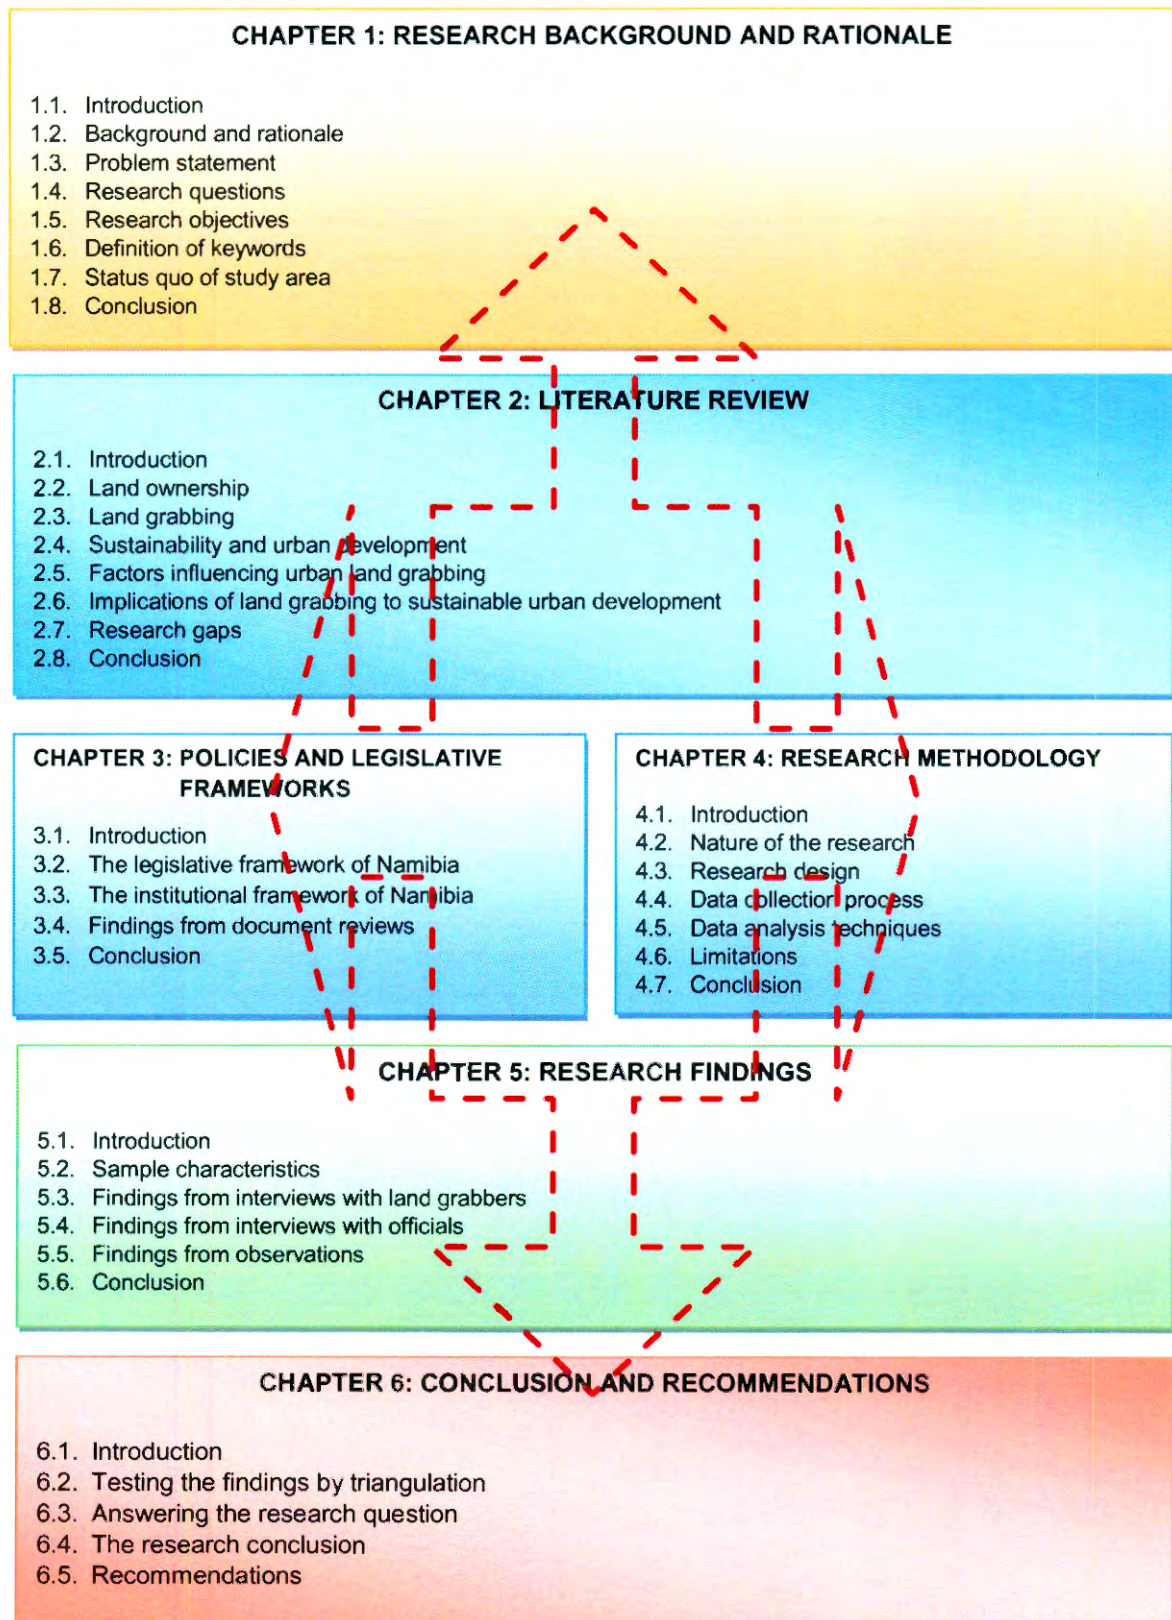 CHAPTER 1: RESEARCH BACKGROUND AND RATIONALE
1.1. Introduction
1.2. Background and rationale
1.3. Problem statement
1.4. Research questions
1.5. Research objectives
1.6. Definition of keywords
1.7. Status quo of study area
1.8. Conclusion
CHAPTER 2: LITERATURE REVIEW
2.1. Introduction
2.2. Land ownership
2.3. Land grabbing
2.4. Sustainability and urban development
2.5. Factors influencing urban land grabbing
2.6. Implications of land grabbing to sustainable urban development
2.7. Research gaps
2.8. Conclusion
CHAPTER 3: POLICIES AND LEGISLATIVE
FRAMEWORKS
3.1. Introduction
3.2. The legislative framework of Namibia
3.3. The institutional framework of Namibia
3.4. Findings from document reviews
3.5. Conclusion
CHAPTER 4: RESEARCH METHODOLOGY
4.1. Introduction
4.2. Nature of the research
4.3. Research design
4.4. Data collection process
4.5. Data analysis techniques
4.6. Limitations
4.7. Conclusion
CHAPTER 5: RESEARCH FINDINGS
5.1. Introduction
5.2. Sample characteristics
5.3. Findings from interviews with land grabbers
5.4. Findings from interviews with officials
5.5. Findings from observations
5.6. Conclusion
CHAPTER 6: CONCLUSION AND RECOMMENDATIONS
6.1. Introduction
6.2. Testing the findings by triangulation
6.3. Answering the research question
6.4. The research conclusion
6.5. Recommendations